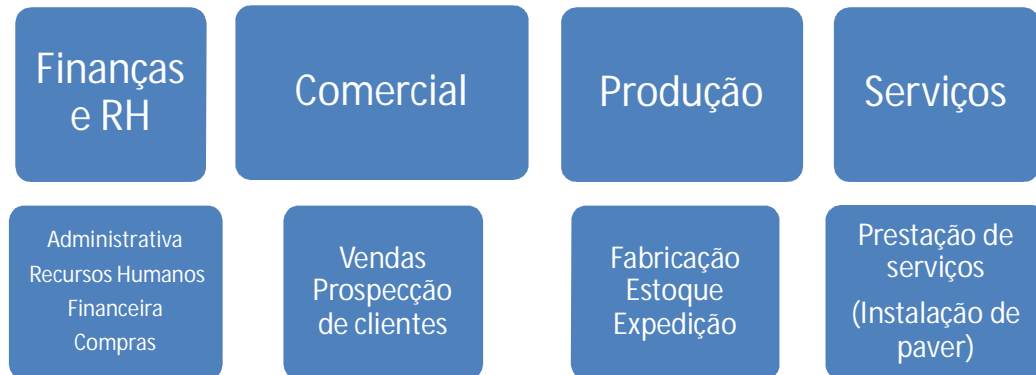 Finanças
e RH
Comercial
Produção
Serviços
Administrativa
Recursos Humanos
Financeira
Compras
Vendas
Prospecção
de clientes
Fabricação
Estoque
Expedição
Prestação de
serviços
(Instalação de
paver)